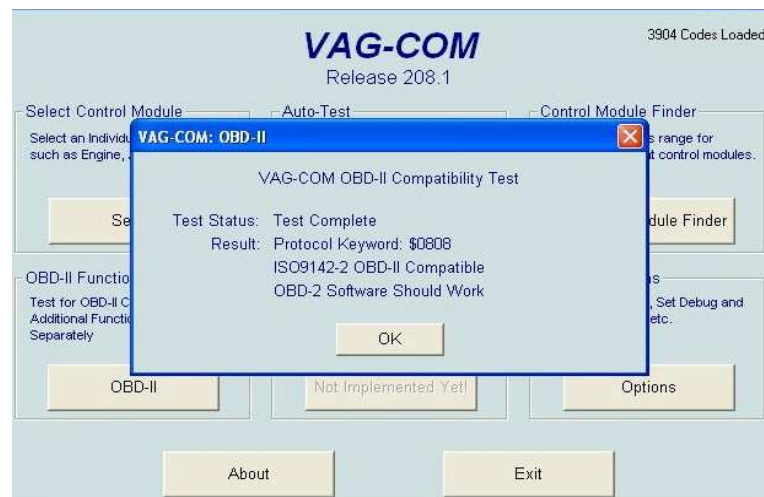 VAG-COM
Release 208.1
3904 Codes Loaded
Select Control Module
Auto-Test
Control Module Finder
Select an Individu
such as Engine,
s range for
t control modules.
VAG-COM: OBD-II
VAG-COM OBD-II Compatibility Test
Test Status: Test Complete
Result: Protocol Keyword: $0808
ISO9142-2 OBD-II Compatible
OBD-2 Software Should Work
OK
Se
dule Finder
OBD-II Functio
Test for OBD-II C
Additional Functio
Separately
s
, Set Debug and
etc.
OBD-II
Not Implemented Yet!
Options
About
Exit